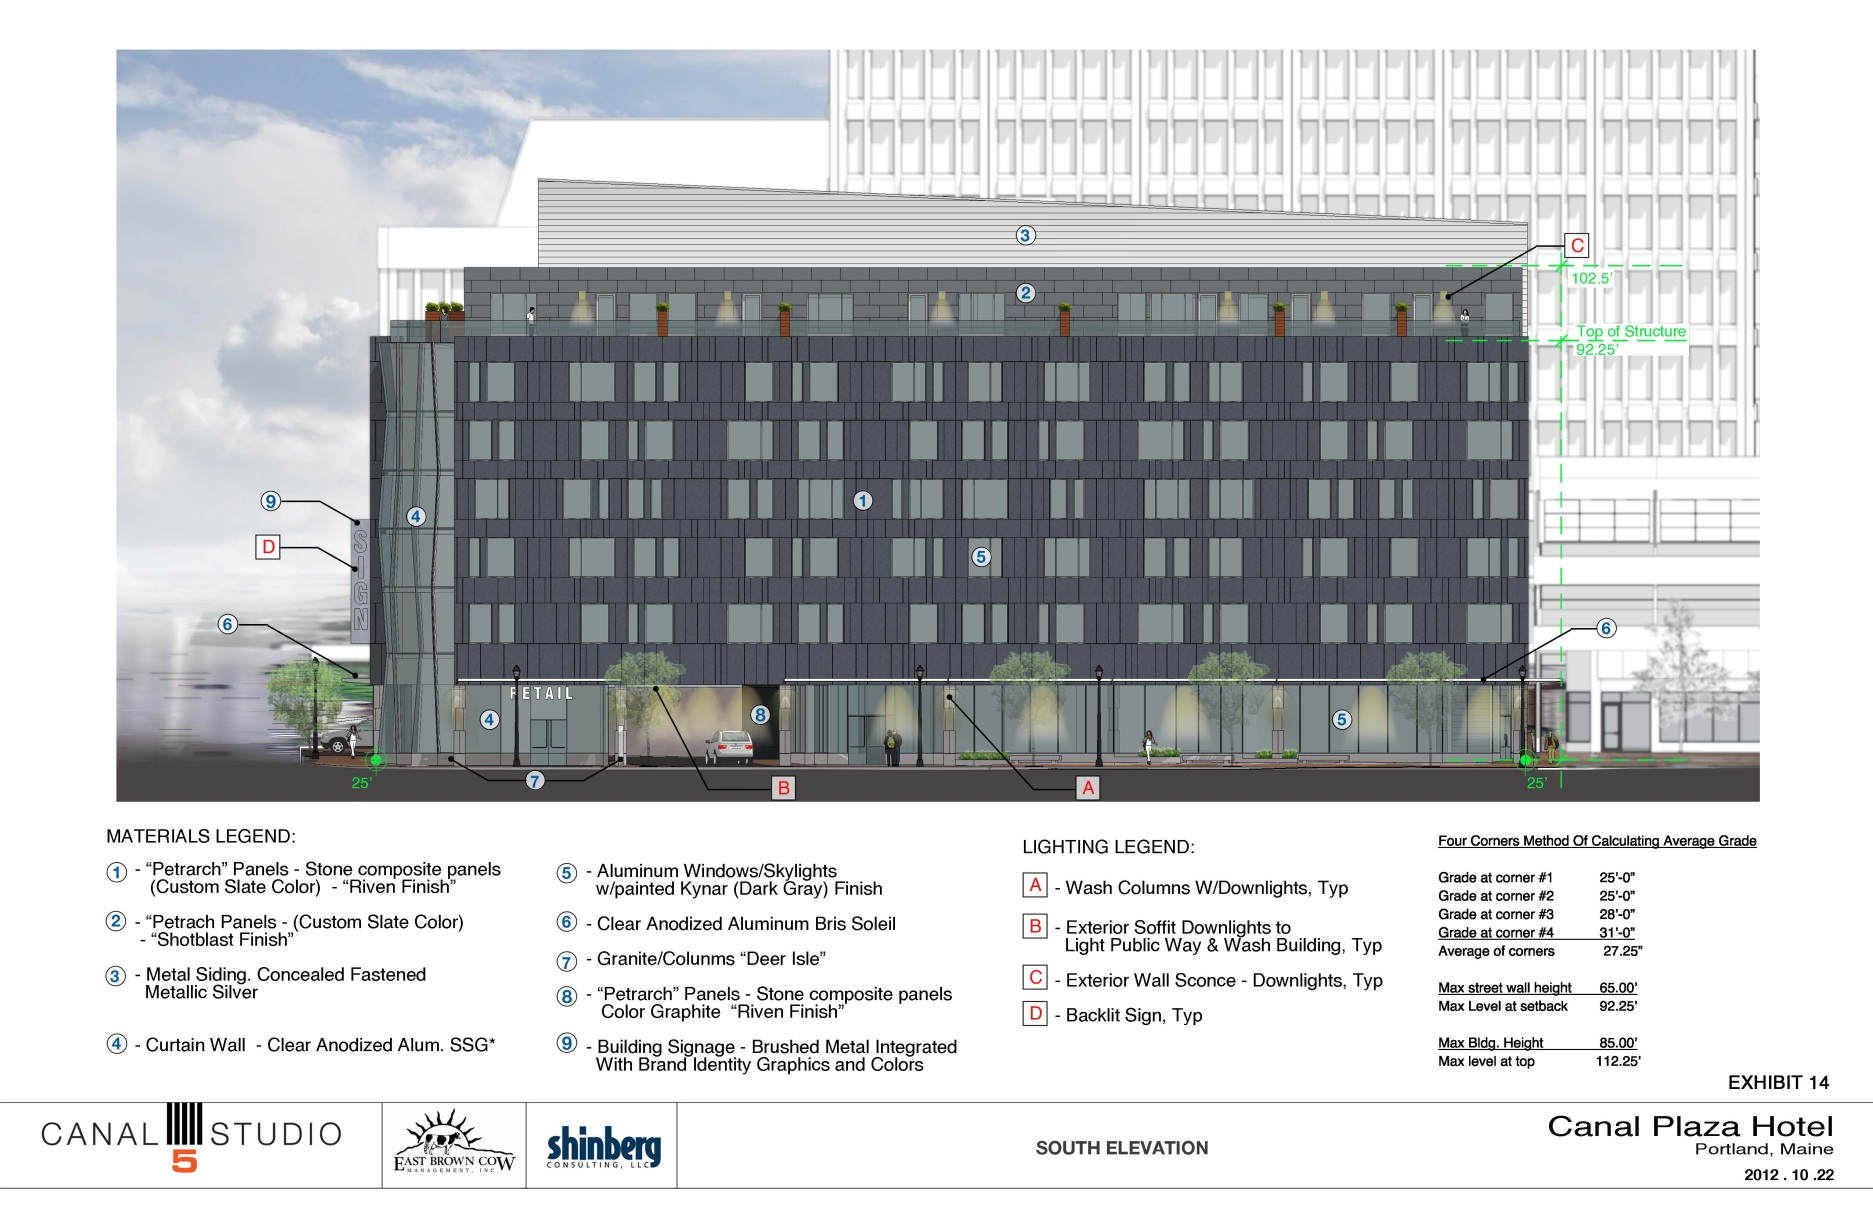 3
C
102.5'
2
Top of Structure
92.25'
9
1
4
D
5
SIGN
6
6
RETAIL
4
8
5
25'
7
B
A
25'
MATERIALS LEGEND:
1 - “Petrarch” Panels - Stone composite panels
(Custom Slate Color) - “Riven Finish”
2 - “Petrach Panels - (Custom Slate Color)
- “Shotblast Finish”
3 - Metal Siding. Concealed Fastened
Metallic Silver
4 - Curtain Wall - Clear Anodized Alum. SSG*
5 - Aluminum Windows/Skylights
w/painted Kynar (Dark Gray) Finish
6 - Clear Anodized Aluminum Bris Soleil
7 - Granite/Colunms “Deer Isle”
8 - “Petrarch” Panels - Stone composite panels
Color Graphite “Riven Finish”
9 - Building Signage - Brushed Metal Integrated
With Brand Identity Graphics and Colors
LIGHTING LEGEND:
A - Wash Columns W/Downlights, Typ
B - Exterior Soffit Downlights to
Light Public Way & Wash Building, Typ
C - Exterior Wall Sconce - Downlights, Typ
D - Backlit Sign, Typ
Four Corners Method Of Calculating Average Grade
Grade at corner #1 25'-0”
Grade at corner #2 25'-0”
Grade at corner #3 28'-0”
Grade at corner #4 31'-0”
Average of corners 27.25”
Max street wall height 65.00'
Max Level at setback 92.25'
Max Bldg. Height 85.00'
Max level at top 112.25'
EXHIBIT 14
CANAL 5 STUDIO
EAST BROWN COW
MANAGEMENT, INC.
shinberg
CONSULTING, LLC
SOUTH ELEVATION
Canal Plaza Hotel
Portland, Maine
2012 . 10 .22